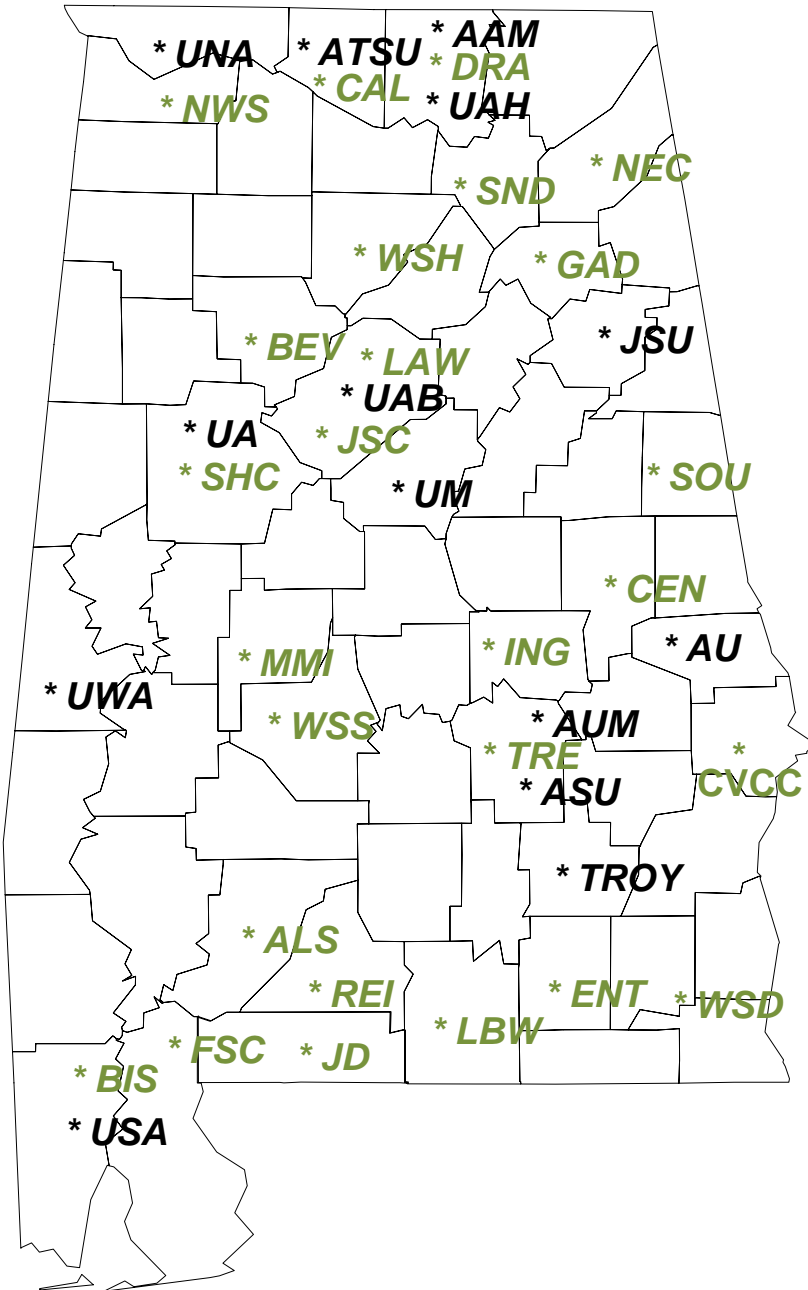 * AAM
* UNA
* ATSU
* DRA
* CAL
* NWS
* UAH
* NEC
* SND
* WSH
* GAD
* JSU
* BEV
* LAW
* UAB
* UA
* JSC
* SHC
* SOU
* UM
* CEN
* AU
* ING
* MMI
* UWA
* WSS
* AUM
* TRE
*
CVCC
* ASU
* TROY
* ALS
* REI
* ENT
* WSD
* LBW
* FSC
* JD
* BIS
* USA